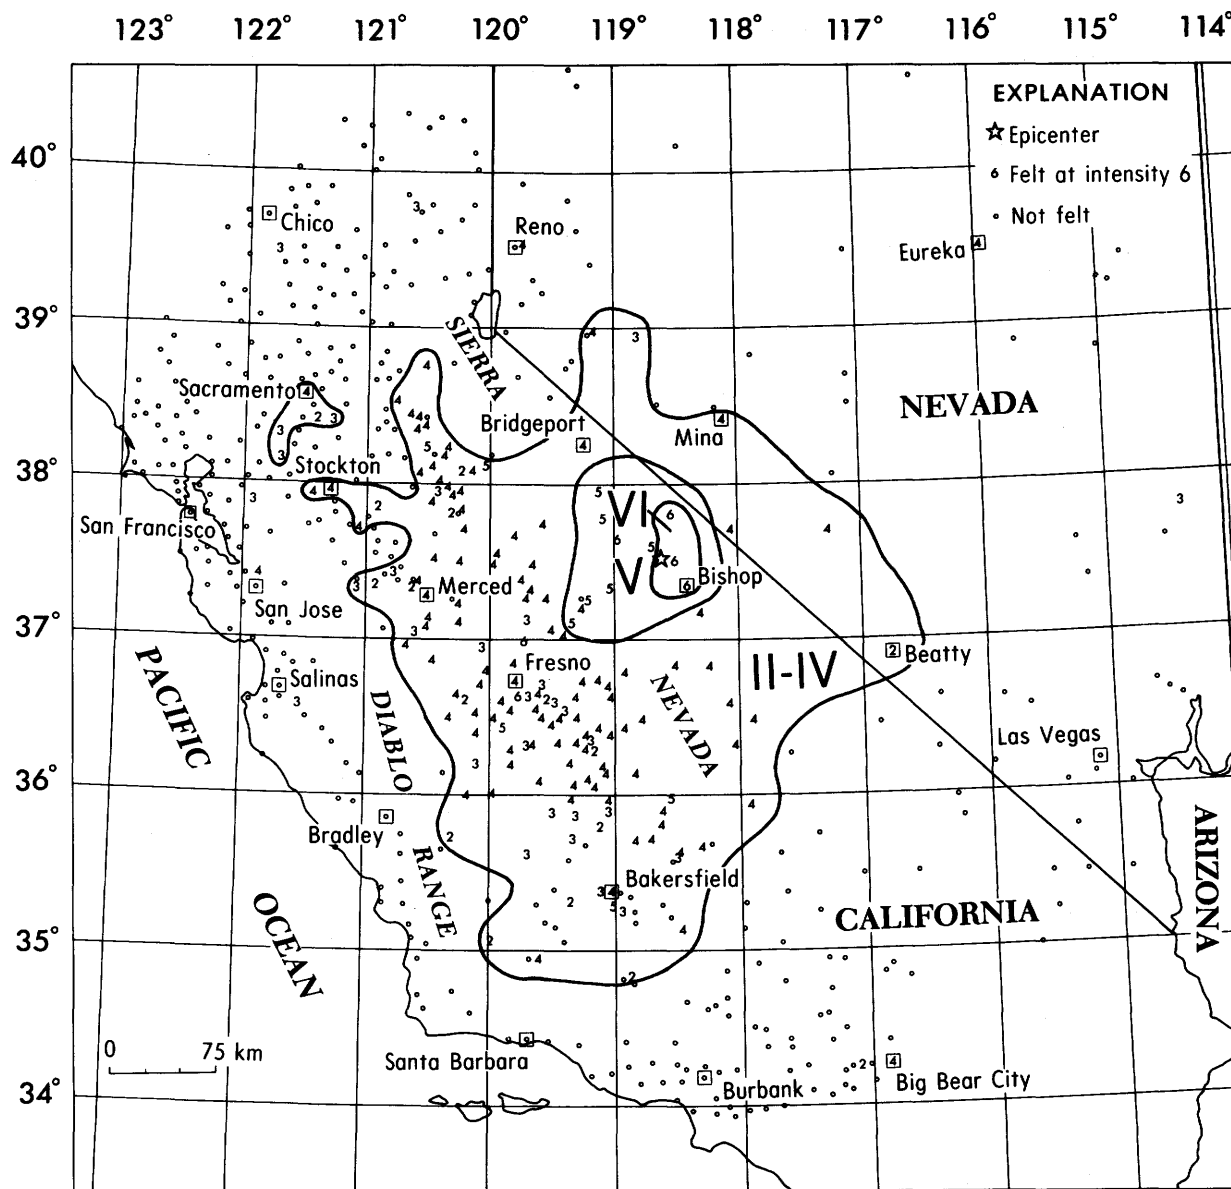 123° 122° 121° 120° 119° 118° 117° 116° 115° 114°
EXPLANATION
Epicenter
6 Felt at intensity 6
Not felt
40°
Chico
Reno
Eureka
39°
SIERRA
Sacramento
Bridgeport
Mina
NEVADA
38°
Stockton
San Francisco
VI
V
Bishop
Merced
San Jose
37°
Fresno
II-IV
Beatty
PACIFIC
Salinas
DIABLO
NEVADA
Las Vegas
36°
Bradley
ARIZONA
RANGE
Bakersfield
OCEAN
CALIFORNIA
35°
0 75 km
Santa Barbara
Burbank
Big Bear City
34°